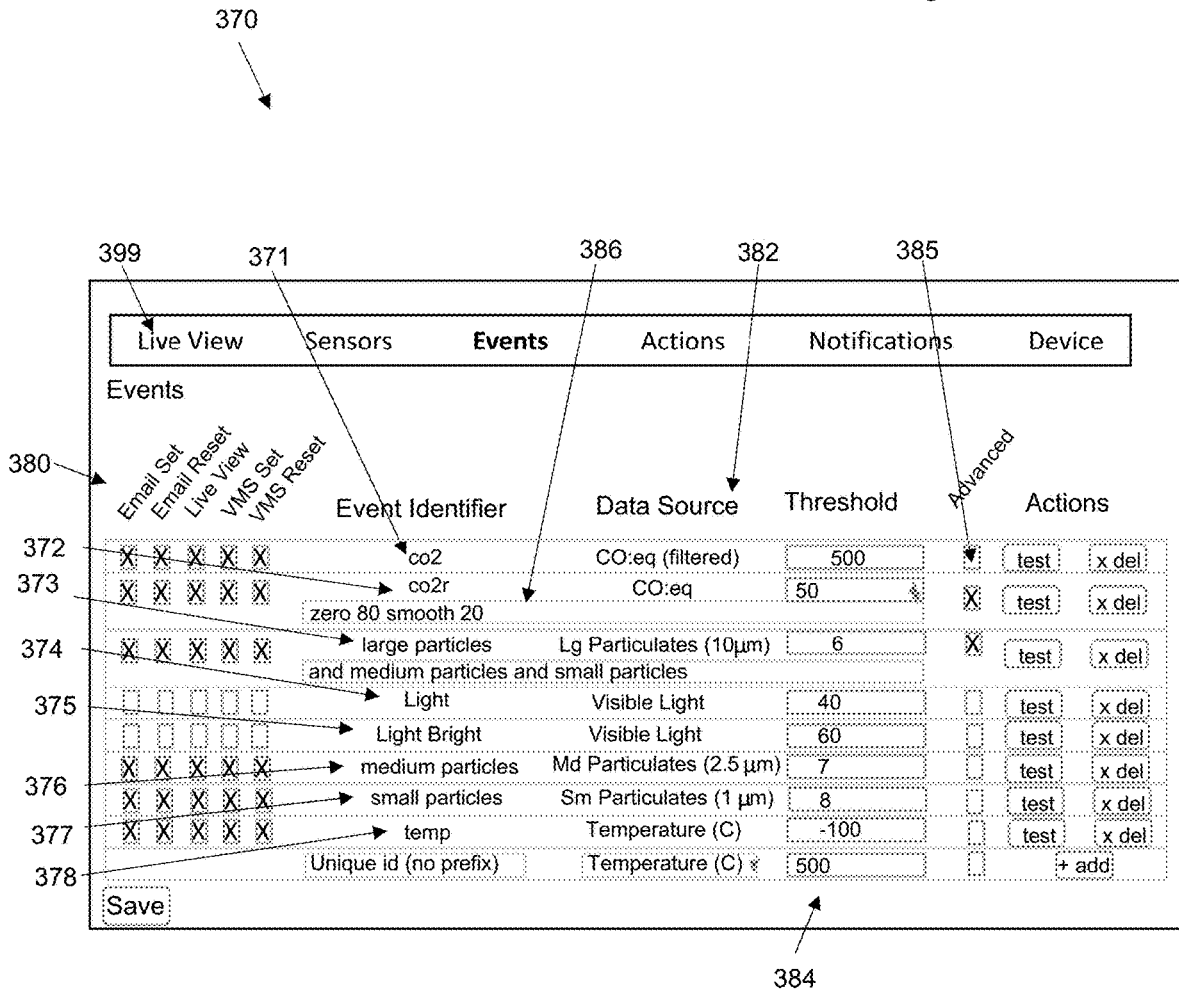 370
399
371
386
382
385
Live View Sensors Events Actions Notifications Device
Events
380
Email Set
Email Reset
Live View
VMS Set
VMS Reset
Event Identifier Data Source Threshold Advanced Actions
372
X X X X X co2 CO:eq (filtered) 500 test x del
373
X X X X X co2r CO:eq 50 X test x del
zero 80 smooth 20
374
X X X X X large particles Lg Particulates (10μm) 6 X test x del
and medium particles and small particles
375
Light Visible Light 40 test x del
Light Bright Visible Light 60 test x del
376
X X X X X medium particles Md Particulates (2.5 μm) 7 test x del
377
X X X X X small particles Sm Particulates (1 μm) 8 test x del
X X X X X temp Temperature (C) -100 test x del
378
Unique id (no prefix) Temperature (C) 500 + add
Save
384